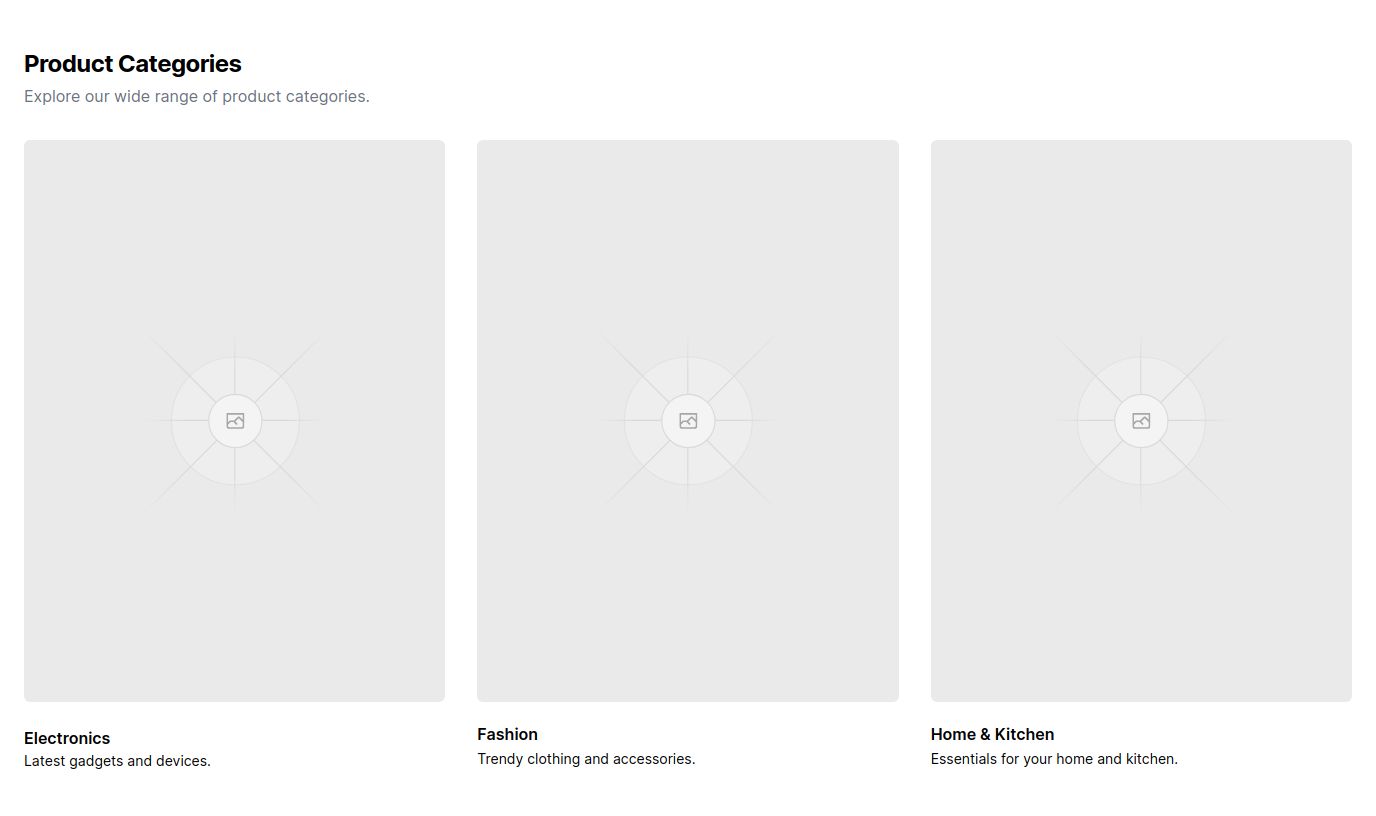 Product Categories
Explore our wide range of product categories.
Electronics
Latest gadgets and devices.
Fashion
Trendy clothing and accessories.
Home & Kitchen
Essentials for your home and kitchen.